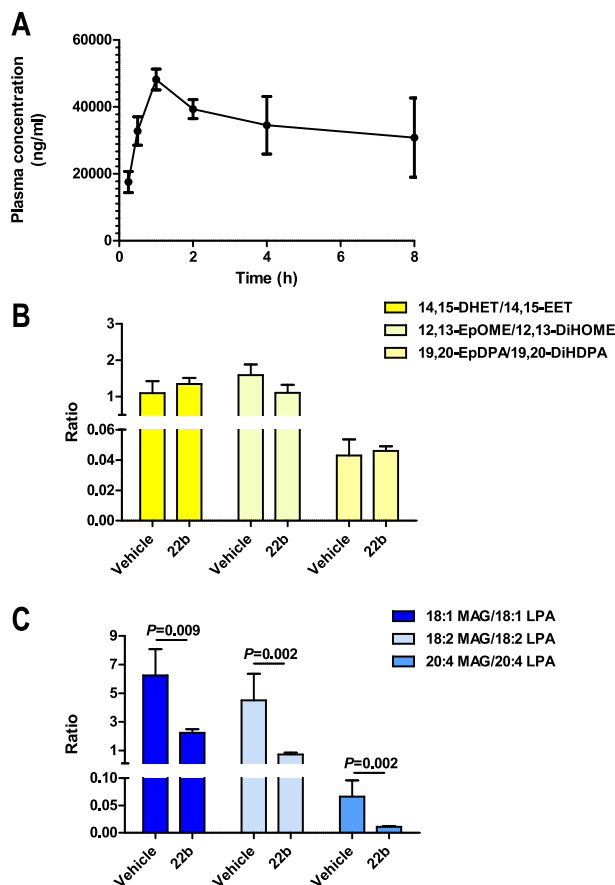 A
Plasma concentration
(ng/ml)
60000
40000
20000
0
0 2 4 6 8
Time (h)
B
14,15-DHET/14,15-EET
12,13-EpOME/12,13-DiHOME
19,20-EpDPA/19,20-DiHDPA
Ratio
3
2
1
0.06
0.04
0.02
0.00
Vehicle 22b Vehicle 22b Vehicle 22b
C
18:1 MAG/18:1 LPA
18:2 MAG/18:2 LPA
20:4 MAG/20:4 LPA
Ratio
9
7
5
3
1
0.10
0.05
0.00
P=0.009
P=0.002
P=0.002
Vehicle 22b Vehicle 22b Vehicle 22b